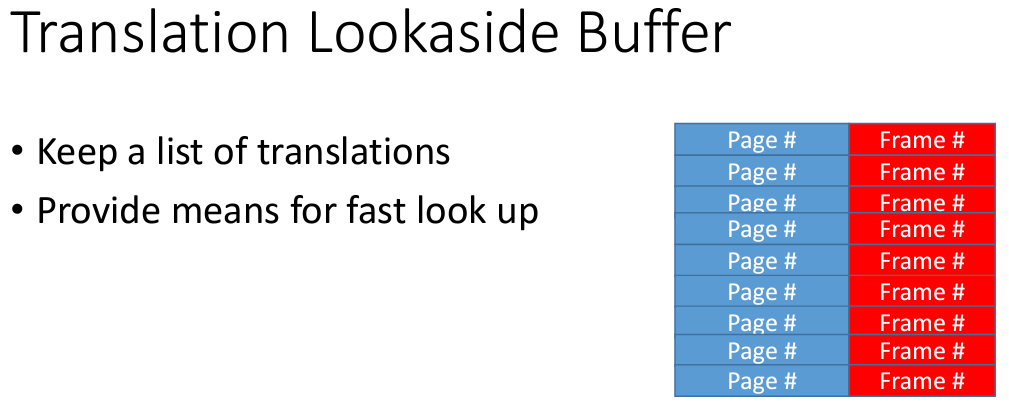 Translation Lookaside Buffer
• Keep a list of translations
• Provide means for fast look up
Page # Frame #
Page # Frame #
Page # Frame #
Page # Frame #
Page # Frame #
Page # Frame #
Page # Frame #
Page # Frame #
Page # Frame #